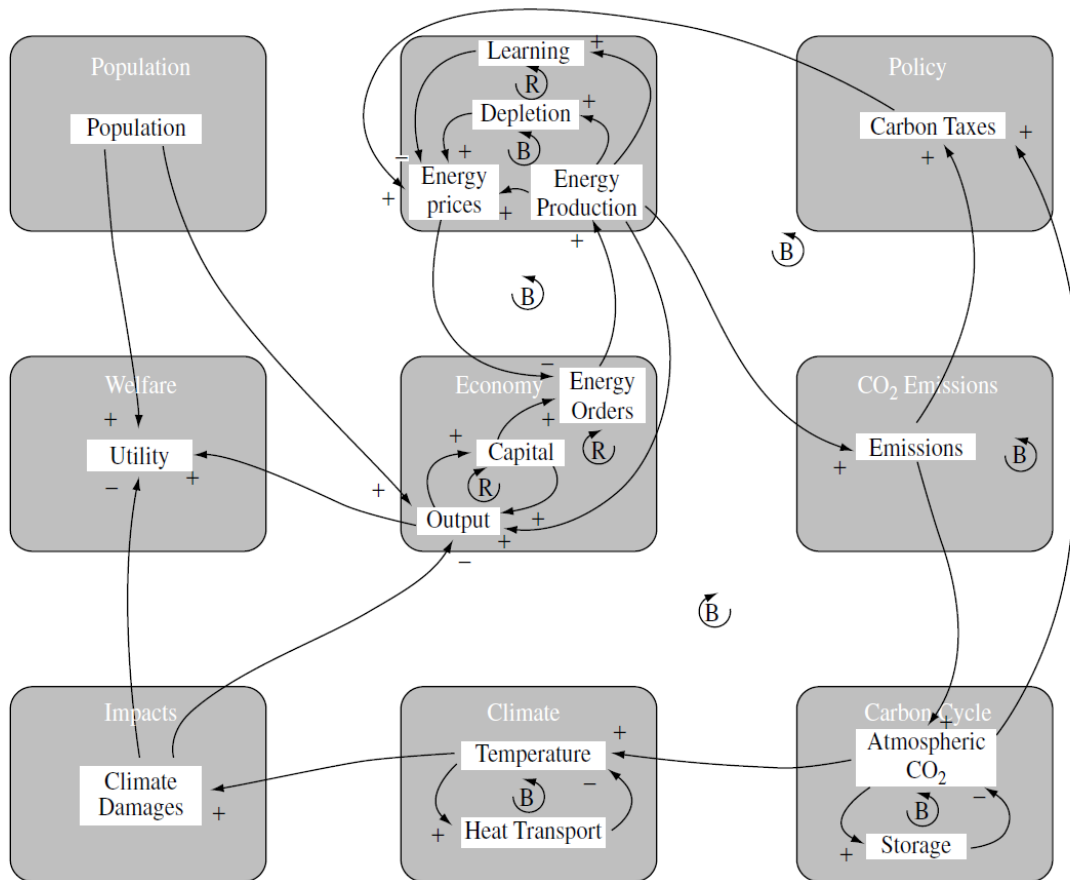 Population
Population
Learning
+
R
Depletion
+
B
–
+
Energy
prices
+
+
Energy
Production
+
Policy
Carbon Taxes
+
+
B
B
Welfare
+
Utility
+
–
Economy
–
Energy
Orders
+
R
+
Capital
R
+
Output
+
+
–
CO2 Emissions
Emissions
+
B
B
Impacts
Climate
Damages
+
Climate
Temperature
+
–
B
+
Heat Transport
Carbon Cycle
+
Atmospheric
CO2
–
B
+
Storage